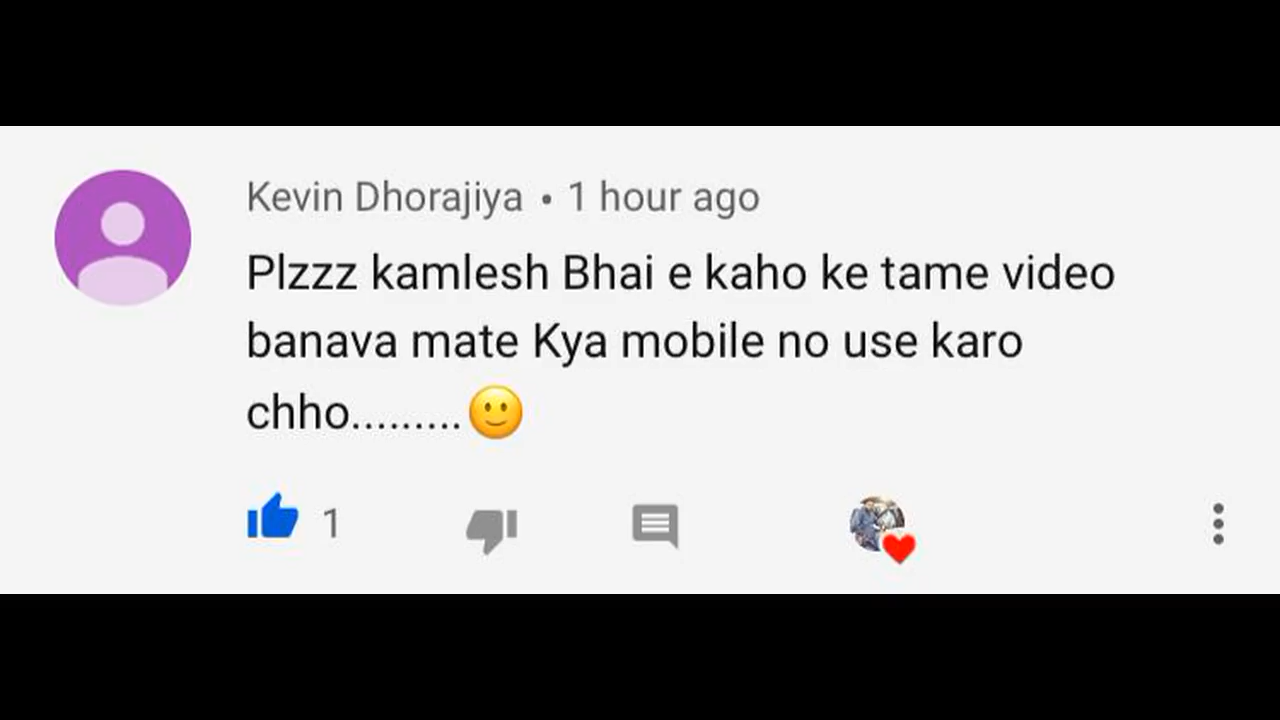 Kevin Dhorajiya • 1 hour ago
Plzzz kamlesh Bhai e kaho ke tame video
banava mate Kya mobile no use karo
chho.........🙂
1